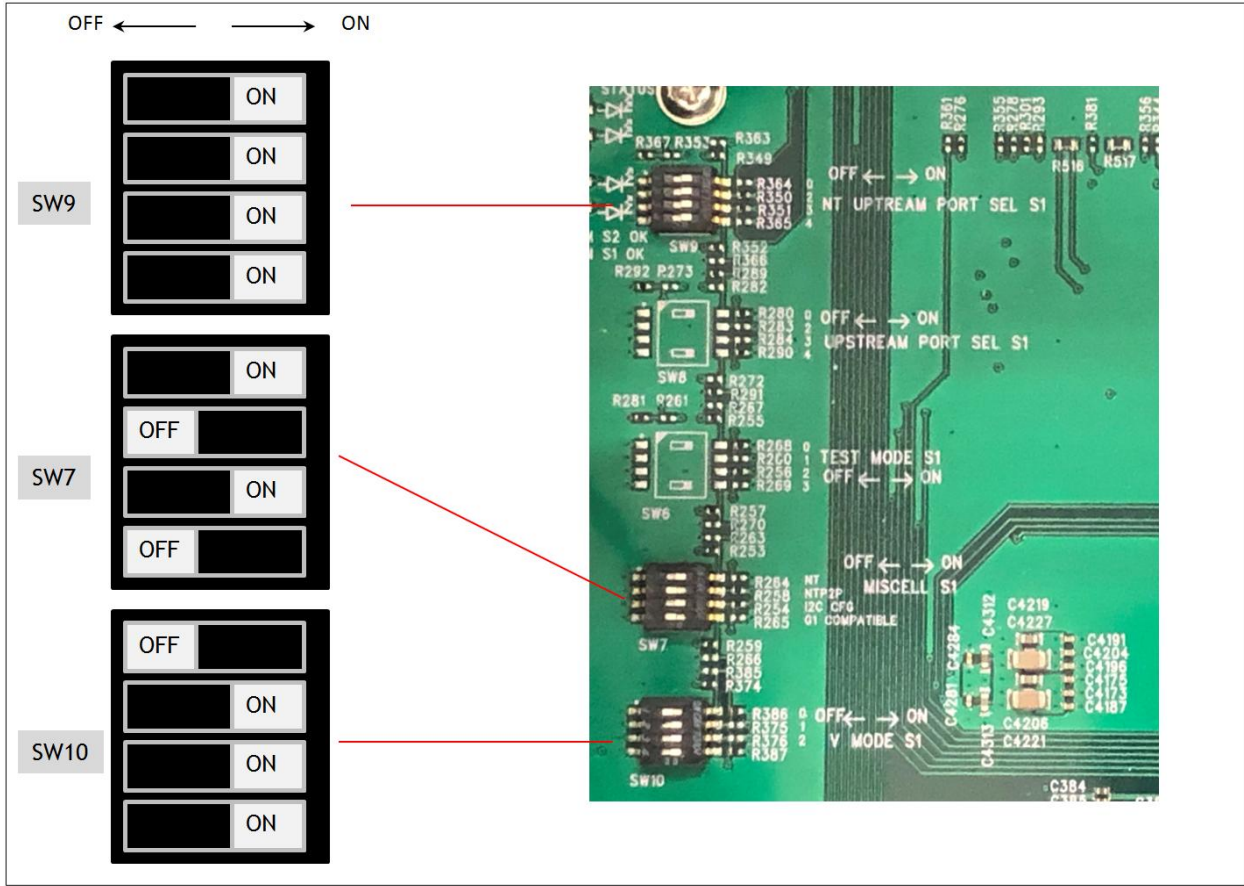 OFF ON
SW9
ON
ON
ON
ON
SW7
ON
OFF
ON
OFF
SW10
OFF
ON
ON
ON
STATUS
R367 R353 R363
R349
R364 0
R350 2
R351 3
R365 4
OFF ON
NT UPTREAM PORT SEL S1
SW9
S2 OK
S1 OK
R352
R366
R289
R282
R292 R273
R280 0
R283 2
R284 3
R290 4
OFF ON
UPSTREAM PORT SEL S1
SW8
R272
R291
R267
R255
R281 R261
R268 0
R260 1
R256 2
R269 3
TEST MODE S1
OFF ON
SW6
R257
R270
R263
R253
OFF ON
MISCELL S1
R264 NT
R258 NTP2P
R254 I2C CFG
R265 G1 COMPATIBLE
SW7
R259
R266
R385
R374
R386 0
R375 1
R376 2
R387
OFF ON
V MODE S1
SW10
R361
R276
R355
R278
R301
R293
R381
R356
R516
R517
C4312
C4284
C4281
C4313
C4219
C4227
C4191
C4204
C4196
C4175
C4173
C4187
C4206
C4221
C384